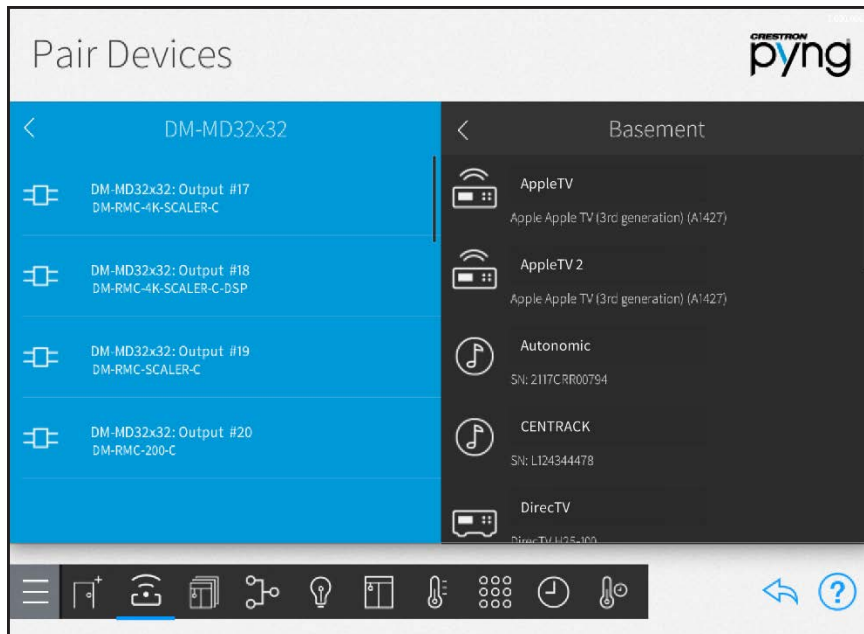 Pair Devices
CRESTRON
pyng
DM-MD32x32
Basement
DM-MD32x32: Output #17
DM-RMC-4K-SCALER-C
DM-MD32x32: Output #18
DM-RMC-4K-SCALER-C-DSP
DM-MD32x32: Output #19
DM-RMC-SCALER-C
DM-MD32x32: Output #20
DM-RMC-200-C
AppleTV
Apple Apple TV (3rd generation) (A1427)
AppleTV 2
Apple Apple TV (3rd generation) (A1427)
Autonomic
SN: 2117CRR00794
CENTRACK
SN: L124344478
DirecTV
DirecTV H25-100
?